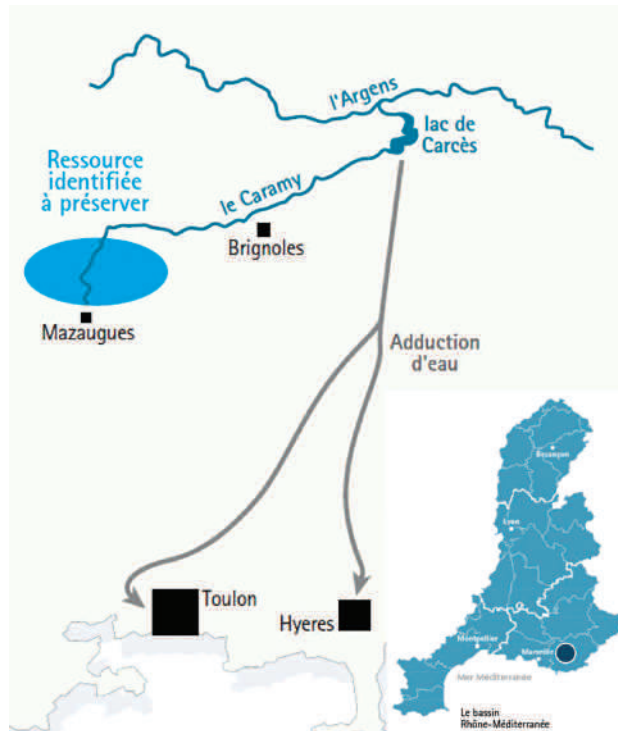 l'Argens
lac de
Carcès
Ressource
identifiée
à préserver
le Caramy
Brignoles
Mazaugues
Adduction
d'eau
Besançon
Lyon
Toulon
Hyeres
Montpellier
Marseille
Mer Méditerranée
Le bassin
Rhône-Méditerranée